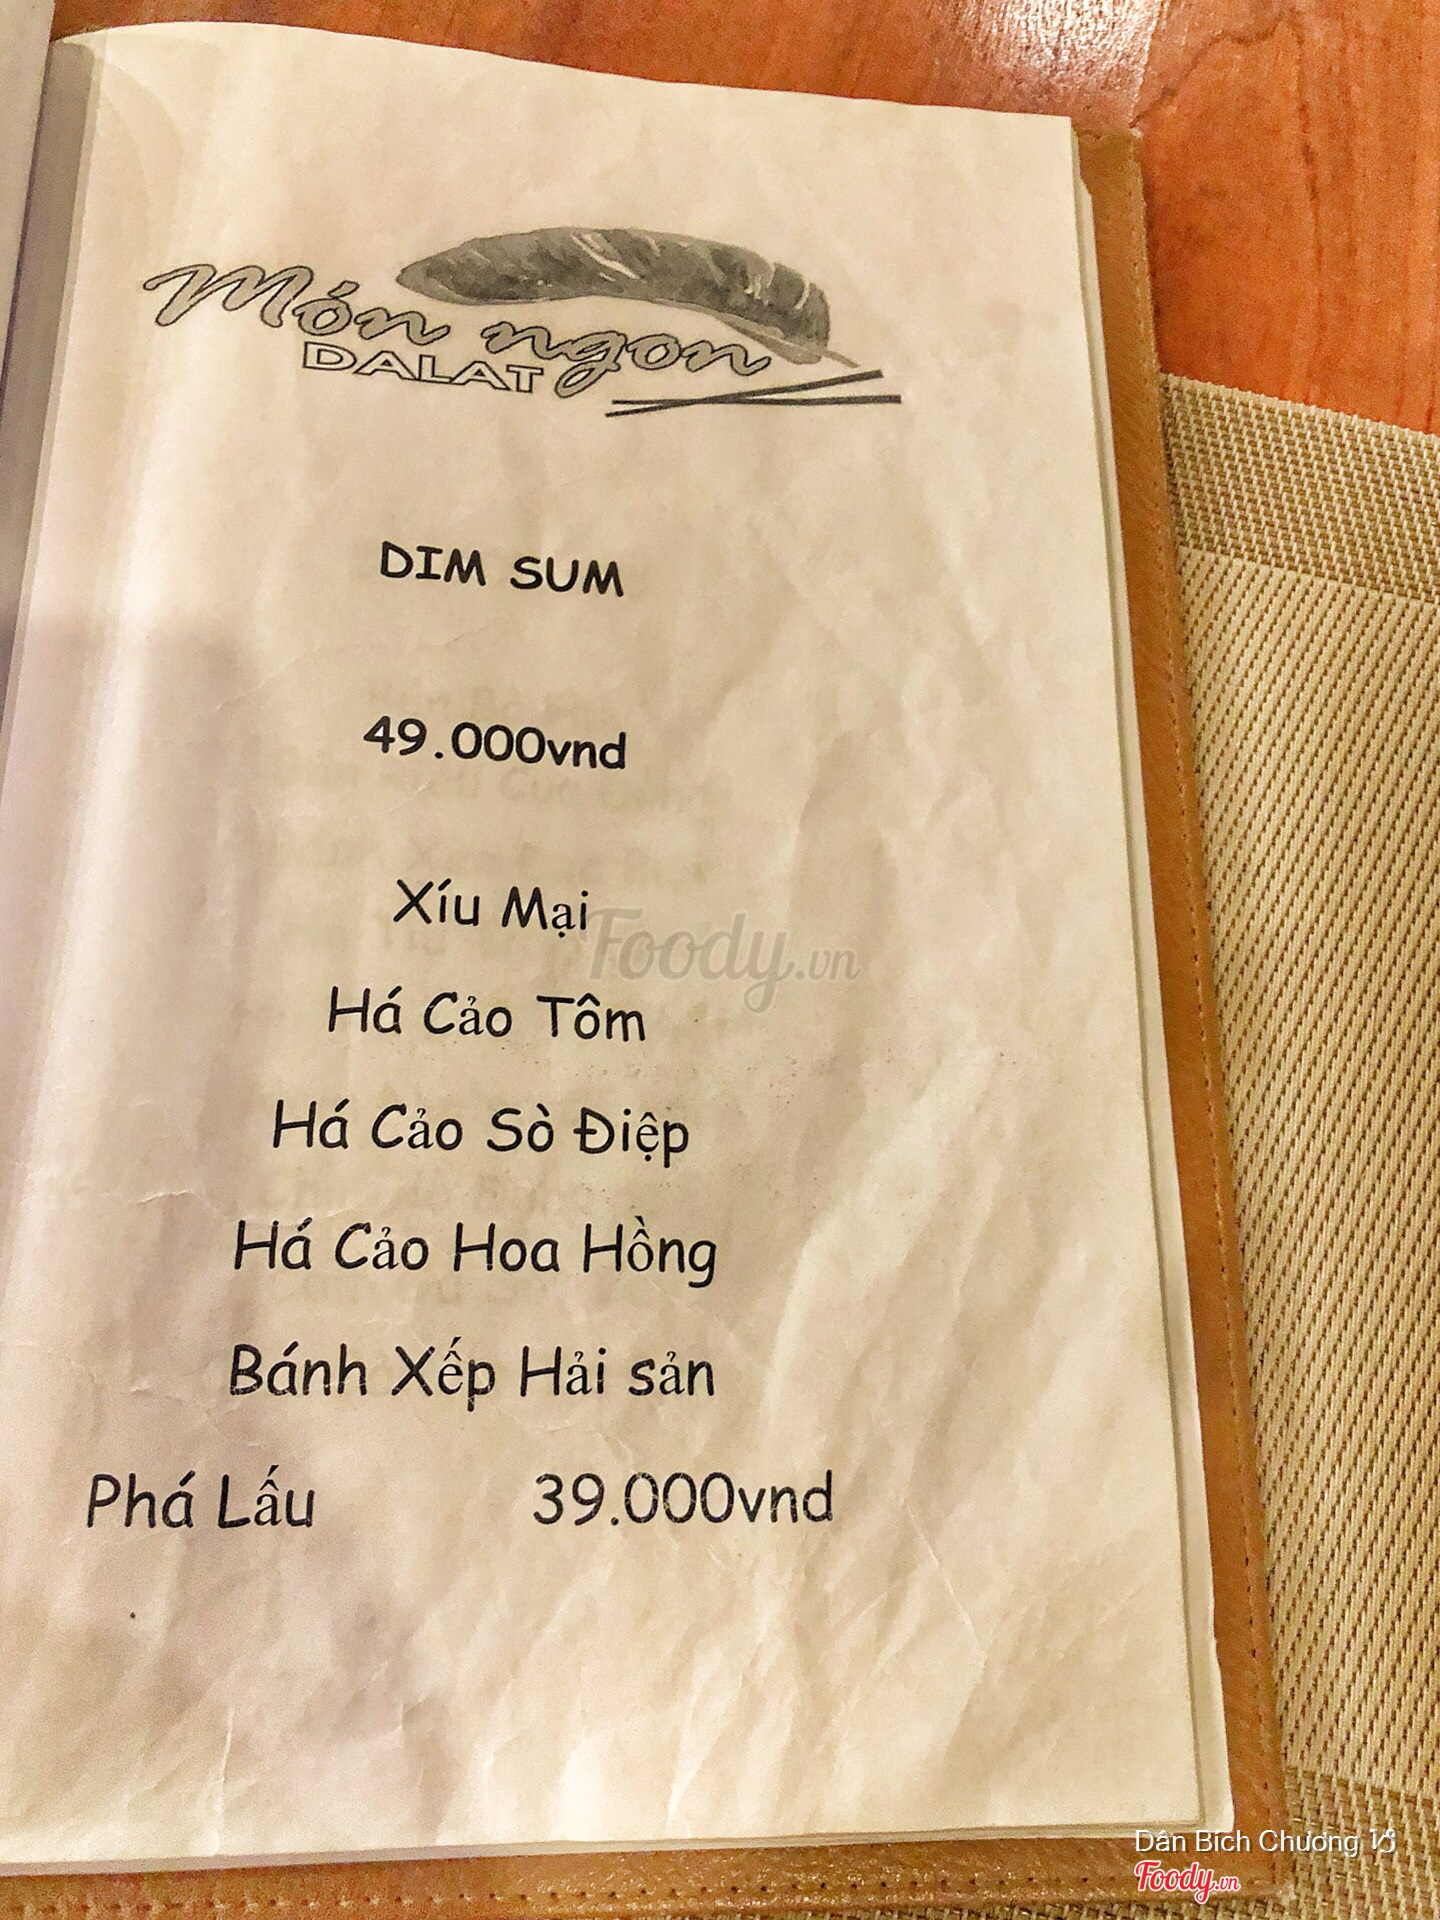 Món ngon
DALAT
DIM SUM
49.000vnd
Xíu Mại
Foody.vn
Há Cảo Tôm
Há Cảo Sò Điệp
Há Cảo Hoa Hồng
Bánh Xếp Hải sản
Phá Lấu 39.000vnd
Dân Bich Chương
Foody.vn